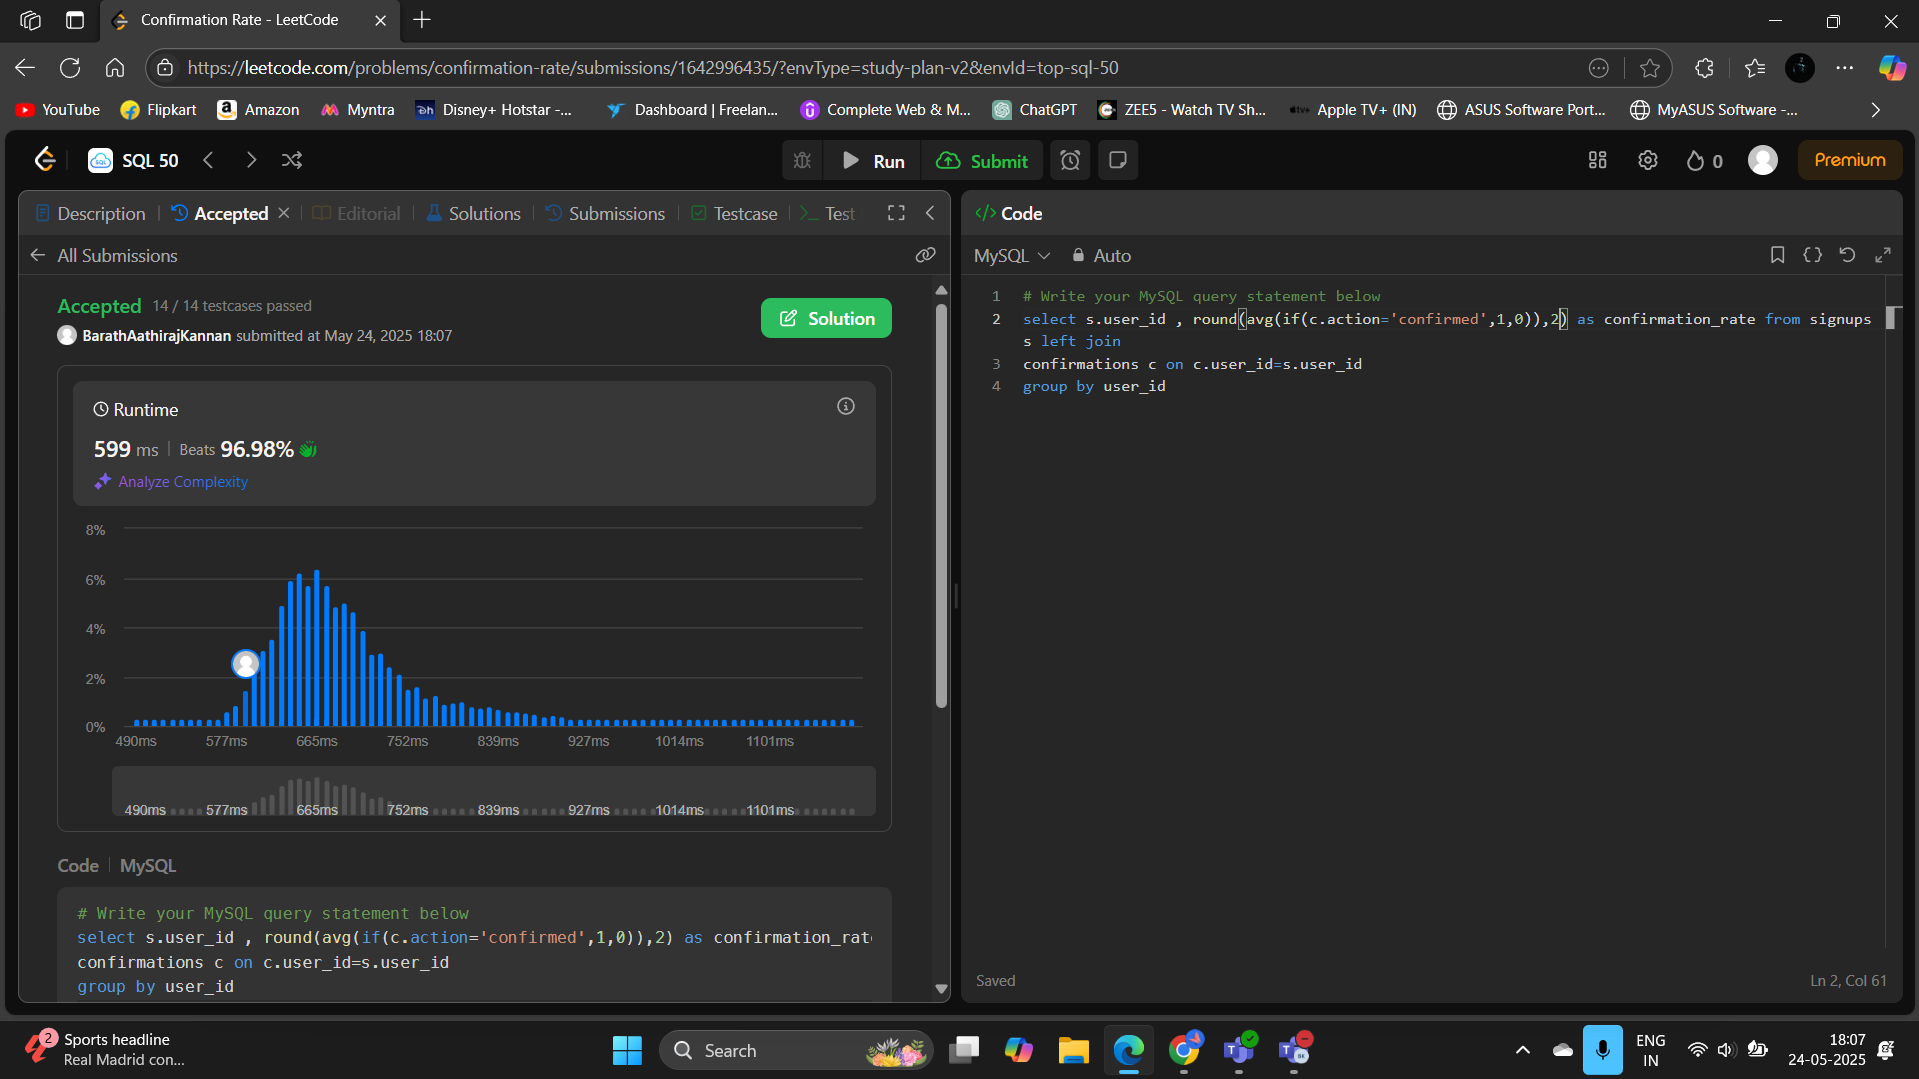 Confirmation Rate - LeetCode
https://leetcode.com/problems/confirmation-rate/submissions/1642996435/?envType=study-plan-v2&envId=top-sql-50
YouTube
Flipkart
Amazon
Myntra
Disney+ Hotstar -...
Dashboard | Freelan...
Complete Web & M...
ChatGPT
ZEE5 - Watch TV Sh...
Apple TV+ (IN)
ASUS Software Port...
MyASUS Software -...
SQL 50
Run
Submit
0
Premium
Description
Accepted
Editorial
Solutions
Submissions
Testcase
Test
All Submissions
Accepted 14 / 14 testcases passed
BarathAathirajKannan submitted at May 24, 2025 18:07
Solution
Runtime
599 ms | Beats 96.98%
Analyze Complexity
8%
6%
4%
2%
0%
490ms 577ms 665ms 752ms 839ms 927ms 1014ms 1101ms
490ms 577ms 665ms 752ms 839ms 927ms 1014ms 1101ms
Code | MySQL
# Write your MySQL query statement below
select s.user_id , round(avg(if(c.action='confirmed',1,0)),2) as confirmation_rat
confirmations c on c.user_id=s.user_id
group by user_id
</> Code
MySQL
Auto
1 # Write your MySQL query statement below
2 select s.user_id , round(avg(if(c.action='confirmed',1,0)),2) as confirmation_rate from signups
s left join
3 confirmations c on c.user_id=s.user_id
4 group by user_id
Saved
Ln 2, Col 61
2
Sports headline
Real Madrid con...
Search
ENG
IN
18:07
24-05-2025